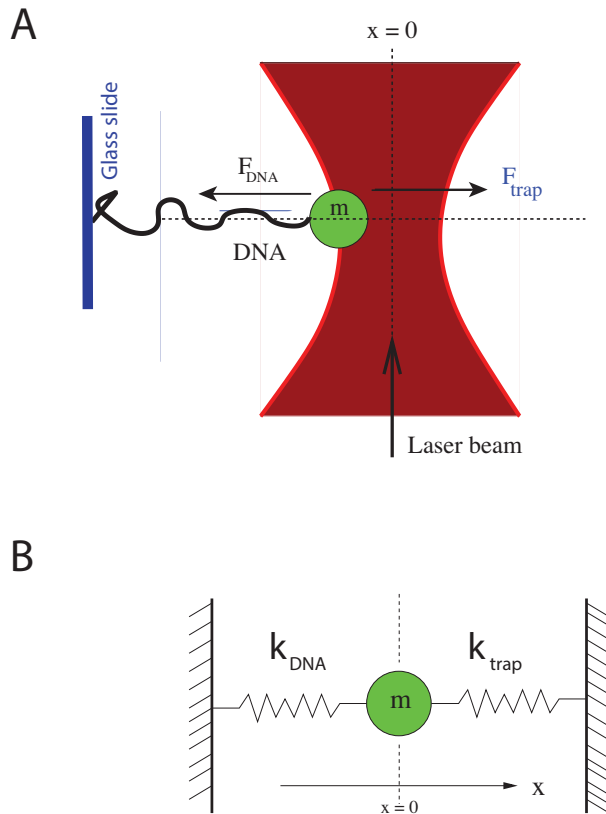 A
x = 0
Glass slide
F_DNA
F_trap
m
DNA
Laser beam
B
k_DNA
k_trap
m
x
x=0